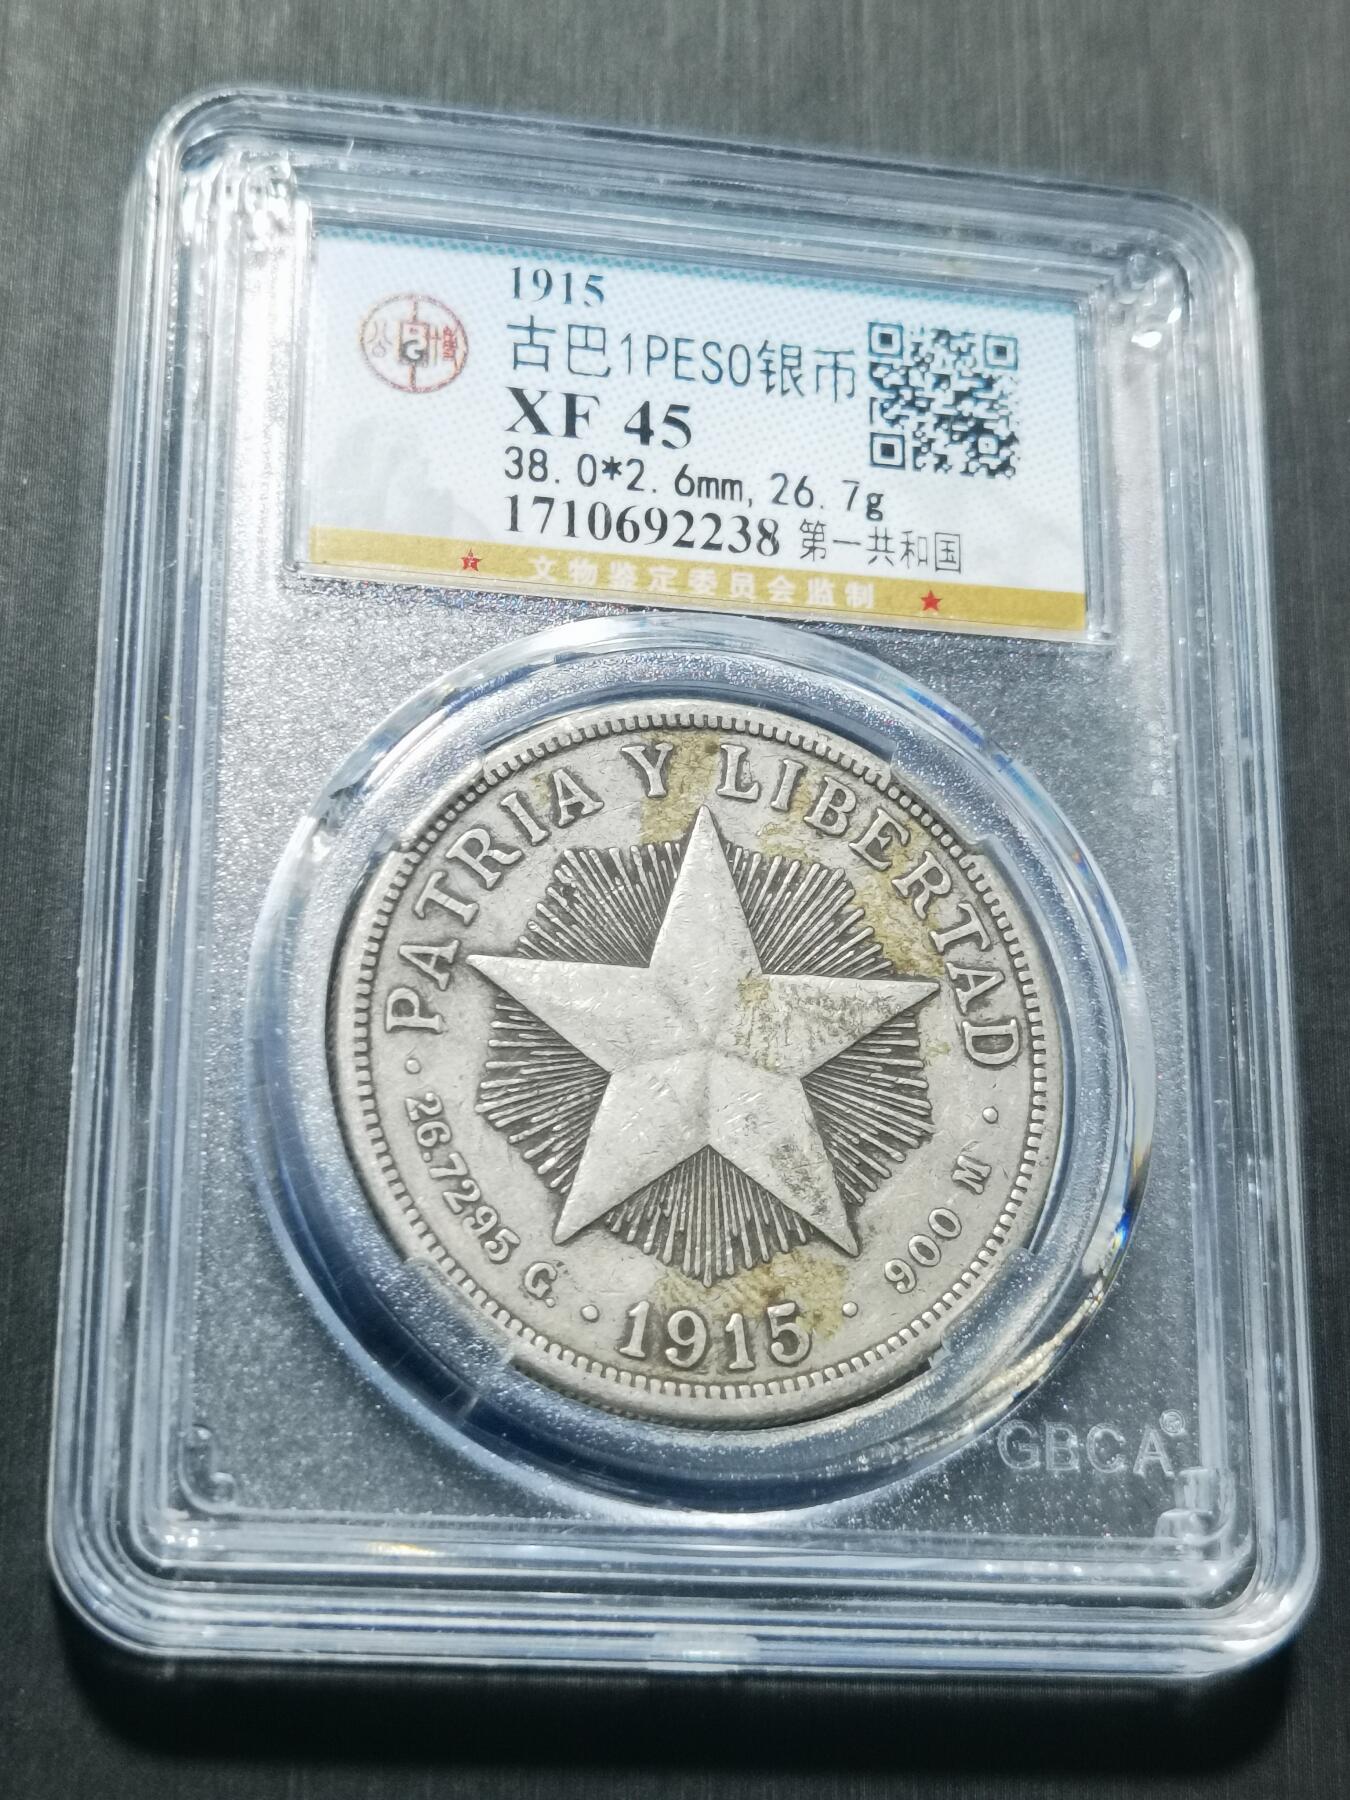 1915
古巴1PESO银币
XF 45
38.0*2.6mm, 26.7g
1710692238 第一共和国
文物鉴定委员会监制
PATRIA Y LIBERTAD
· 26.7295 G. · 1915 · 900 M ·
GBCA®